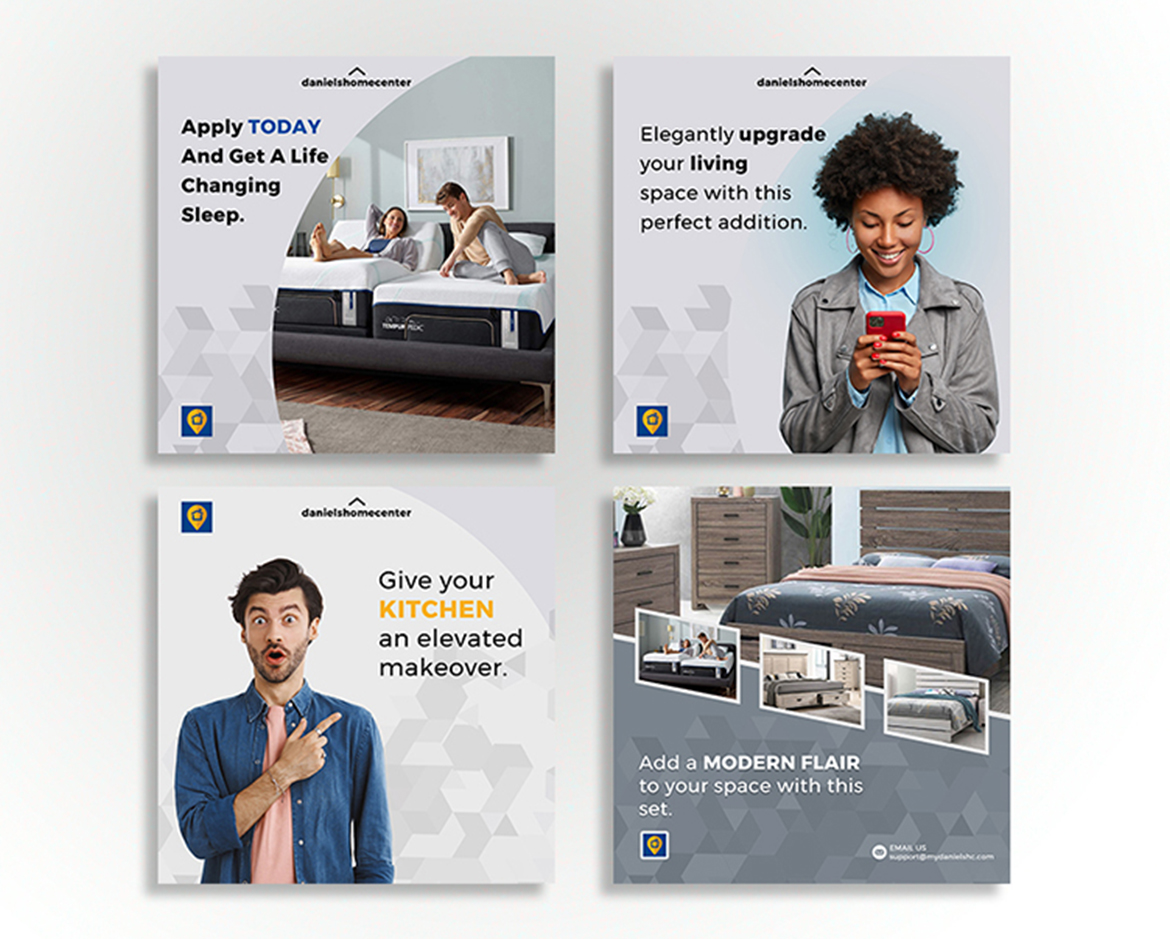 danielshomecenter
Apply TODAY
And Get A Life
Changing
Sleep.
TEMPUR-PEDIC
danielshomecenter
Elegantly upgrade
your living
space with this
perfect addition.
danielshomecenter
Give your
KITCHEN
an elevated
makeover.
Add a MODERN FLAIR
to your space with this
set.
EMAIL US
support@mydanielshc.com